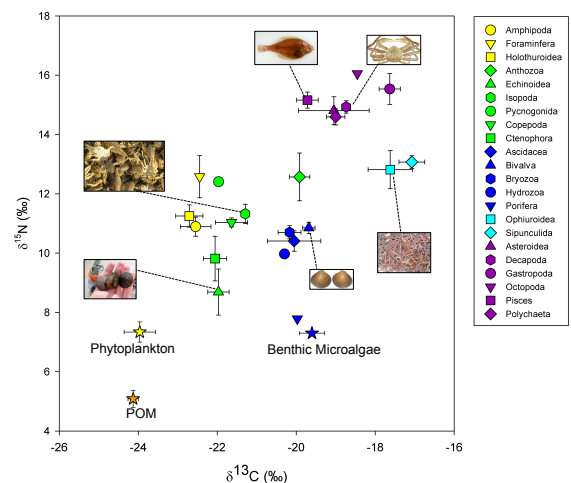 18
16
14
12
10
8
6
4
δ15N (‰)
-26
-24
-22
-20
-18
-16
δ13C (‰)
Phytoplankton
POM
Benthic Microalgae
Amphipoda
Foraminfera
Holothuroidea
Anthozoa
Echinoidea
Isopoda
Pycnogonida
Copepoda
Ctenophora
Ascidacea
Bivalva
Bryozoa
Hydrozoa
Porifera
Ophiuroidea
Sipunculida
Asteroidea
Decapoda
Gastropoda
Octopoda
Pisces
Polychaeta